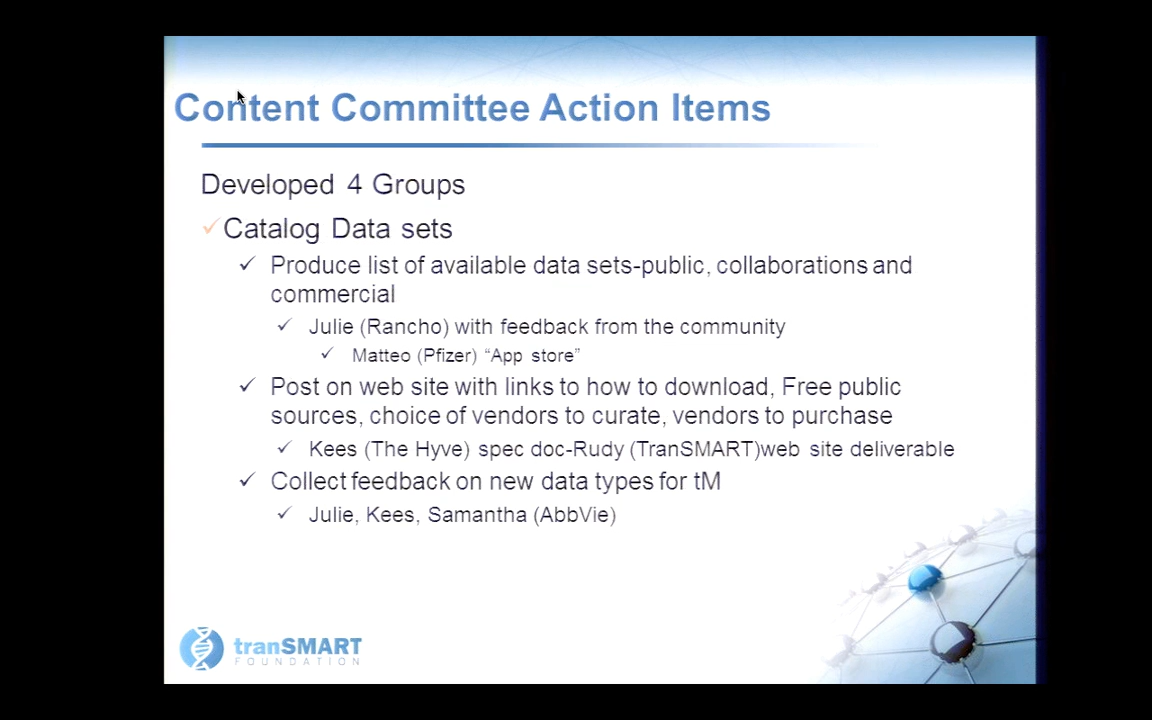 Content Committee Action Items
Developed 4 Groups
Catalog Data sets
Produce list of available data sets-public, collaborations and
commercial
Julie (Rancho) with feedback from the community
Matteo (Pfizer) “App store”
Post on web site with links to how to download, Free public
sources, choice of vendors to curate, vendors to purchase
Kees (The Hyve) spec doc-Rudy (TranSMART)web site deliverable
Collect feedback on new data types for tM
Julie, Kees, Samantha (AbbVie)
tranSMART
FOUNDATION